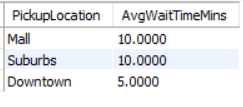 PickupLocation AvgWaitTimeMins
Mall 10.0000
Suburbs 10.0000
Downtown 5.0000